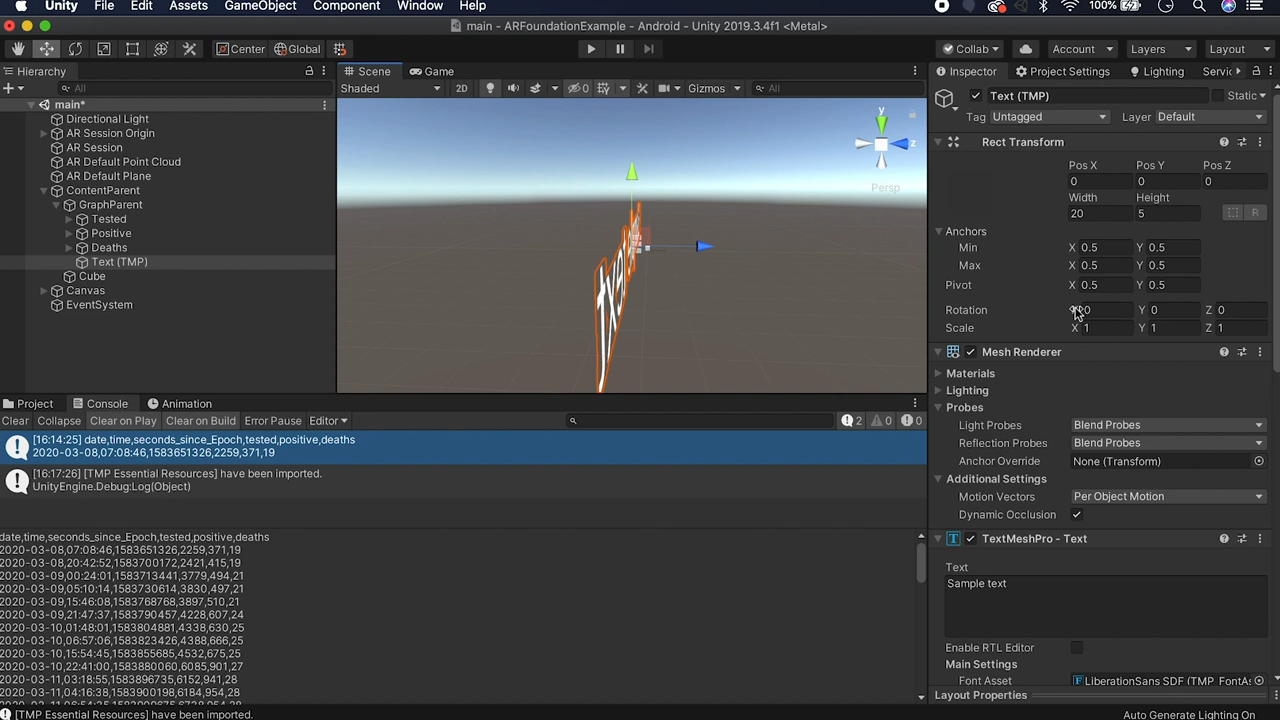 Unity File Edit Assets GameObject Component Window Help 100%
main - ARFoundationExample - Android - Unity 2019.3.4f1 <Metal>
Center Global Collab Account Layers Layout
Hierarchy Scene Game Inspector Project Settings Lighting Servic
All Shaded 2D 0 Gizmos All Text (TMP) Static
main*
Tag Untagged Layer Default
Directional Light
AR Session Origin
AR Session
AR Default Point Cloud
AR Default Plane
ContentParent
GraphParent
Tested
Positive
Deaths
Text (TMP)
Cube
Canvas
EventSystem
y
z
Persp
Rect Transform
Pos X Pos Y Pos Z
0 0 0
Width Height
20 5 R
Anchors
Min X 0.5 Y 0.5
Max X 0.5 Y 0.5
Pivot X 0.5 Y 0.5
Rotation 0 Y 0 Z 0
Scale X 1 Y 1 Z 1
Mesh Renderer
Materials
Lighting
Probes
Light Probes Blend Probes
Reflection Probes Blend Probes
Anchor Override None (Transform)
Additional Settings
Motion Vectors Per Object Motion
Dynamic Occlusion
TextMeshPro - Text
Text
Sample text
Enable RTL Editor
Main Settings
Font Asset LiberationSans SDF (TMP_FontAs
Layout Properties
Project Console Animation
Clear Collapse Clear on Play Clear on Build Error Pause Editor 2 0 0
[16:14:25] date,time,seconds_since_Epoch,tested,positive,deaths
2020-03-08,07:08:46,1583651326,2259,371,19
[16:17:26] [TMP Essential Resources] have been imported.
UnityEngine.Debug:Log(Object)
date,time,seconds_since_Epoch,tested,positive,deaths
2020-03-08,07:08:46,1583651326,2259,371,19
2020-03-08,20:42:52,1583700172,2421,415,19
2020-03-09,00:24:01,1583713441,3779,494,21
2020-03-09,05:10:14,1583730614,3830,497,21
2020-03-09,15:46:08,1583768768,3897,510,21
2020-03-09,21:47:37,1583790457,4228,607,24
2020-03-10,01:48:01,1583804881,4338,630,25
2020-03-10,06:57:06,1583823426,4388,666,25
2020-03-10,15:54:45,1583855685,4532,675,25
2020-03-10,22:41:00,1583880060,6085,901,27
2020-03-11,03:18:55,1583896735,6152,941,28
2020-03-11,04:16:38,1583900198,6184,954,28
[TMP Essential Resources] have been imported.
Auto Generate Lighting On